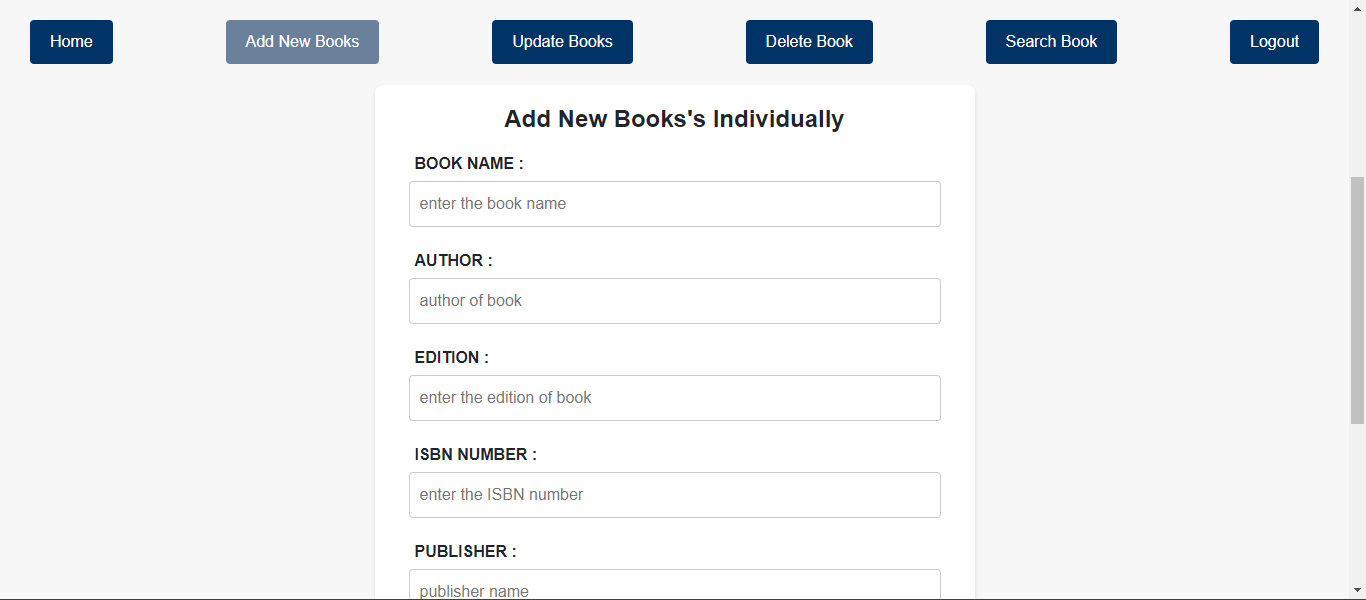 Home Add New Books Update Books Delete Book Search Book Logout
Add New Books's Individually
BOOK NAME :
enter the book name
AUTHOR :
author of book
EDITION :
enter the edition of book
ISBN NUMBER :
enter the ISBN number
PUBLISHER :
publisher name